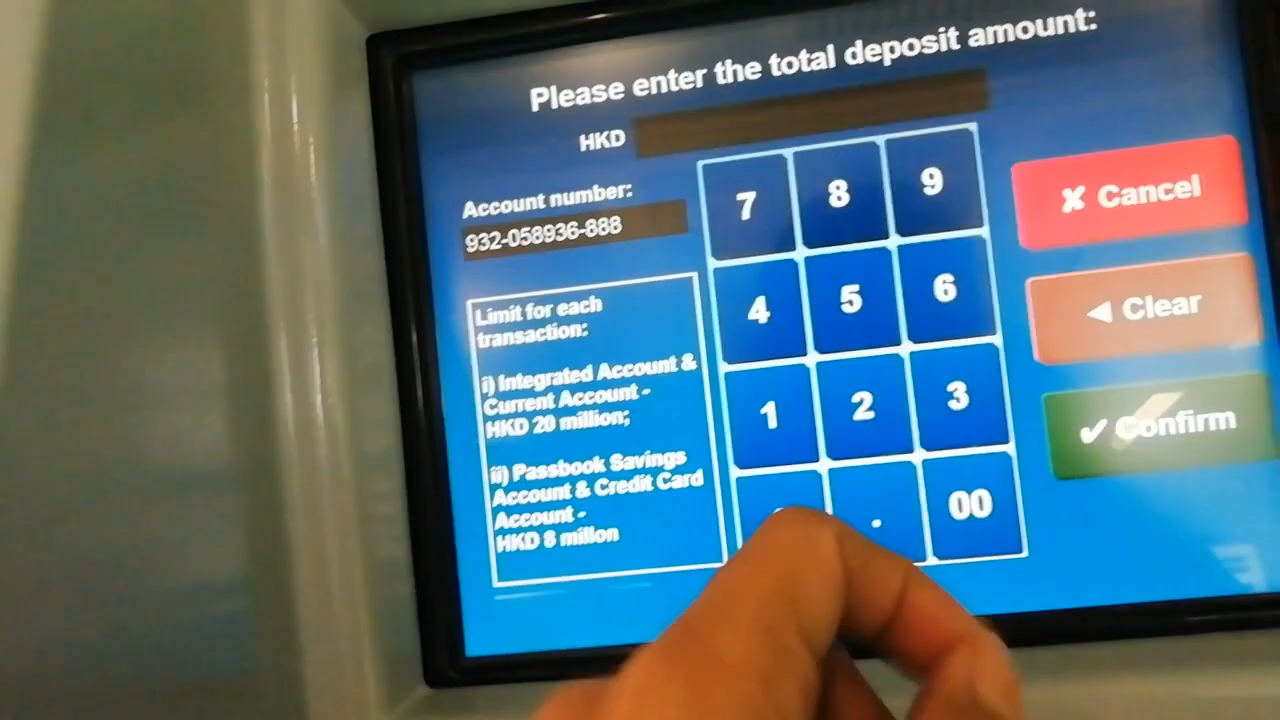 Please enter the total deposit amount:
HKD
Account number:
932-058936-888
Limit for each
transaction:
i) Integrated Account &
Current Account -
HKD 20 million;
ii) Passbook Savings
Account & Credit Card
Account -
HKD 8 millon
7 8 9
4 5 6
1 2 3
. 00
✘ Cancel
◀ Clear
✔ Confirm